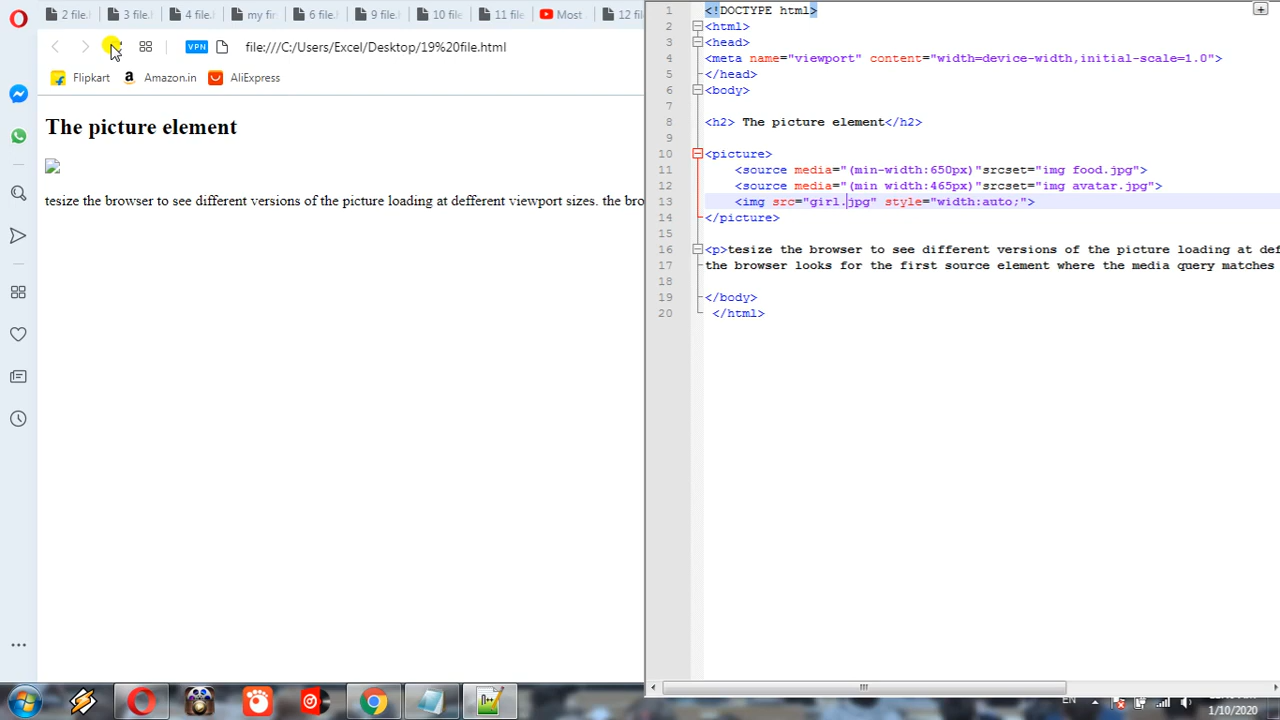 2 file.
3 file.
4 file.
my fi
6 file.
9 file.
10 file
11 file
Most
12 fi
VPN
file:///C:/Users/Excel/Desktop/19%20file.html
Flipkart
Amazon.in
AliExpress
The picture element
tesize the browser to see different versions of the picture loading at defferent viewport sizes. the bro
1 <!DOCTYPE html>
2 <html>
3 <head>
4 <meta name="viewport" content="width=device-width,initial-scale=1.0">
5 </head>
6 <body>
7
8 <h2> The picture element</h2>
9
10 <picture>
11 <source media="(min-width:650px)"srcset="img food.jpg">
12 <source media="(min width:465px)"srcset="img avatar.jpg">
13 <img src="girl.jpg" style="width:auto;">
14 </picture>
15
16 <p>tesize the browser to see different versions of the picture loading at def
17 the browser looks for the first source element where the media query matches
18
19 </body>
20 </html>
EN
1/10/2020